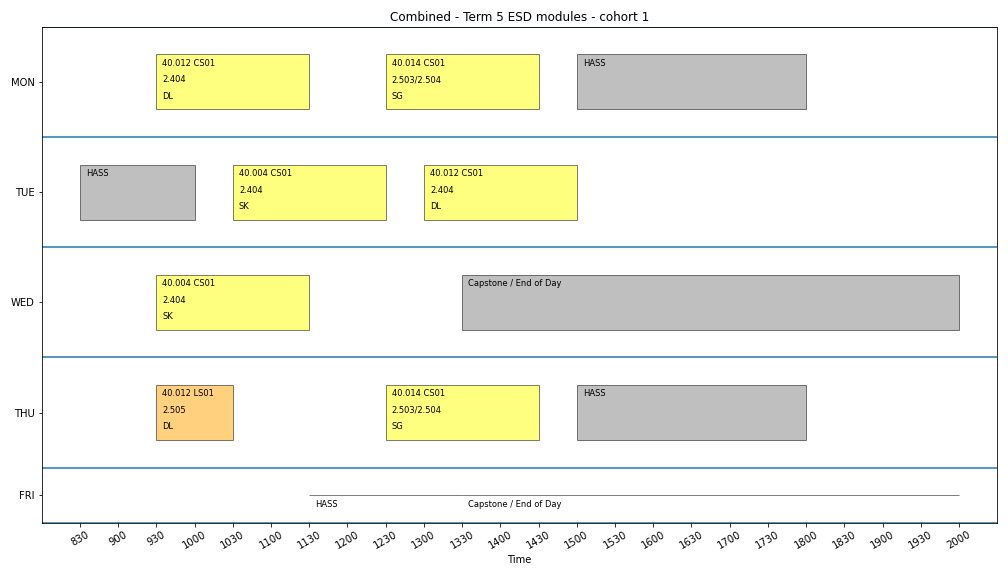 Combined - Term 5 ESD modules - cohort 1
MON
40.012 CS01
2.404
DL
40.014 CS01
2.503/2.504
SG
HASS
TUE
HASS
40.004 CS01
2.404
SK
40.012 CS01
2.404
DL
WED
40.004 CS01
2.404
SK
Capstone / End of Day
THU
40.012 LS01
2.505
DL
40.014 CS01
2.503/2.504
SG
HASS
FRI
HASS
Capstone / End of Day
830 900 930 1000 1030 1100 1130 1200 1230 1300 1330 1400 1430 1500 1600 1630 1700 1730 1800 1830 1900 1930 2000
Time